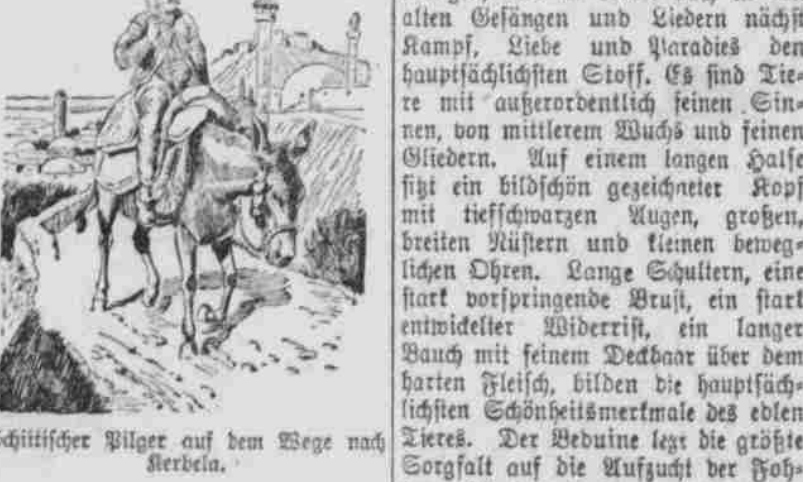 Schiitischer Pilger auf dem Wege nach
Kerbela.
alten Gesängen und Liedern nächst
Kampf, Liebe und Paradies den
hauptsächlichsten Stoff. Es sind Tie-
re mit außerordentlich feinen Sin-
nen, von mittlerem Wuchs und feinen
Gliedern. Auf einem langen Halse
sitzt ein bildschön gezeichneter Kopf
mit tiefschwarzen Augen, großen,
breiten Nüstern und kleinen beweg-
lichen Ohren. Lange Schultern, eine
stark vorspringende Brust, ein stark
entwickelter Widerrist, ein langer
Bauch mit feinem Deckhaar über dem
harten Fleisch, bilden die hauptsäch-
lichsten Schönheitsmerkmale des edlen
Tieres. Der Beduine legt die größte
Sorgfalt auf die Aufzucht der Foh-